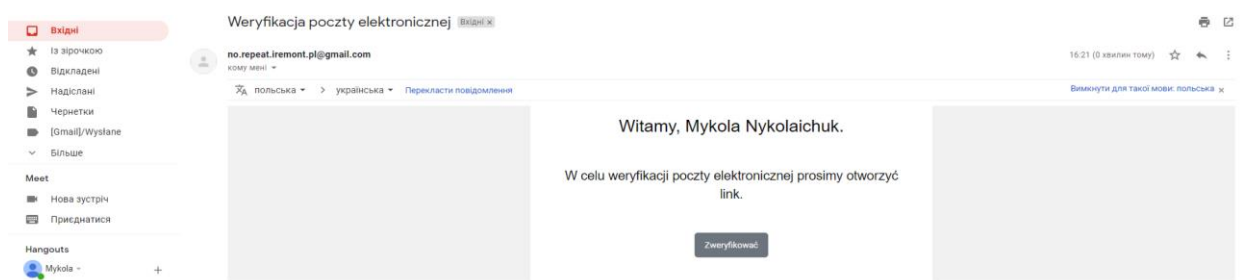 Weryfikacja poczty elektronicznej Вхідні x
Вхідні
Із зірочкою
Відкладені
Надіслані
Чернетки
[Gmail]/Wysłane
Більше
Meet
Нова зустріч
Приєднатися
Hangouts
Mykola
no.repeat.iremont.pl@gmail.com
16:21 (0 хвилин тому)
кому мені
польська > українська Перекласти повідомлення
Вимкнути для такої мови: польська x
Witamy, Mykola Nykolaichuk.
W celu weryfikacji poczty elektronicznej prosimy otworzyć
link.
Zweryfikować